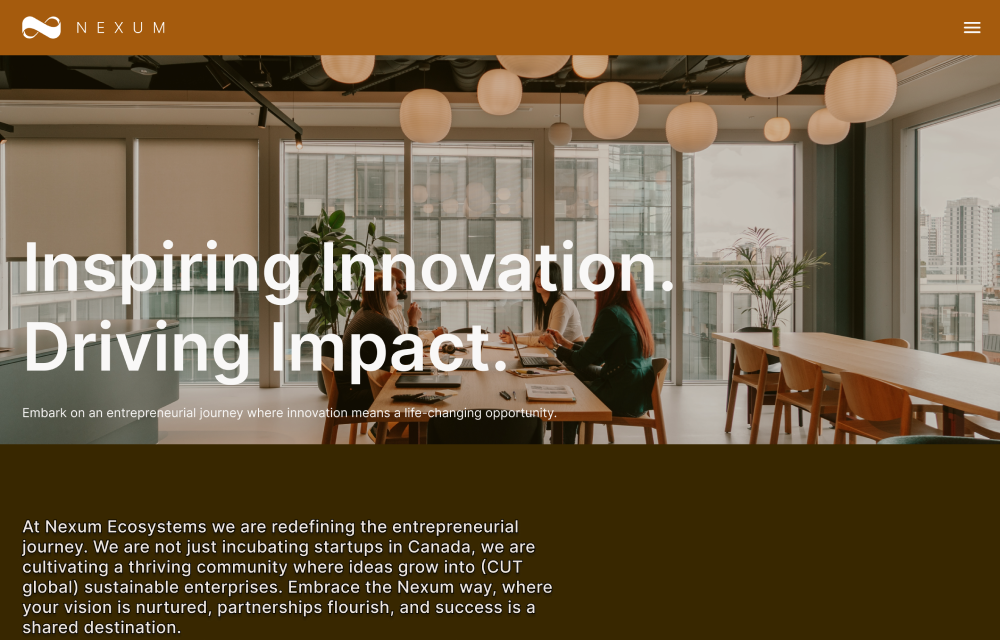 NEXUM
Inspiring Innovation.
Driving Impact.
Embark on an entrepreneurial journey where innovation means a life-changing opportunity.
At Nexum Ecosystems we are redefining the entrepreneurial
journey. We are not just incubating startups in Canada, we are
cultivating a thriving community where ideas grow into (CUT
global) sustainable enterprises. Embrace the Nexum way, where
your vision is nurtured, partnerships flourish, and success is a
shared destination.